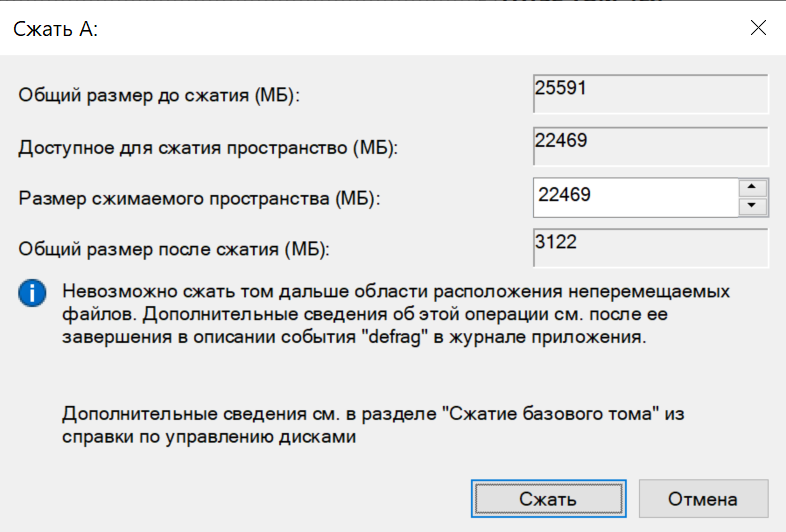 Сжать A:
Общий размер до сжатия (МБ):
25591
Доступное для сжатия пространство (МБ):
22469
Размер сжимаемого пространства (МБ):
22469
Общий размер после сжатия (МБ):
3122
Невозможно сжать том дальше области расположения неперемещаемых
файлов. Дополнительные сведения об этой операции см. после ее
завершения в описании события "defrag" в журнале приложения.
Дополнительные сведения см. в разделе "Сжатие базового тома" из
справки по управлению дисками
Сжать
Отмена